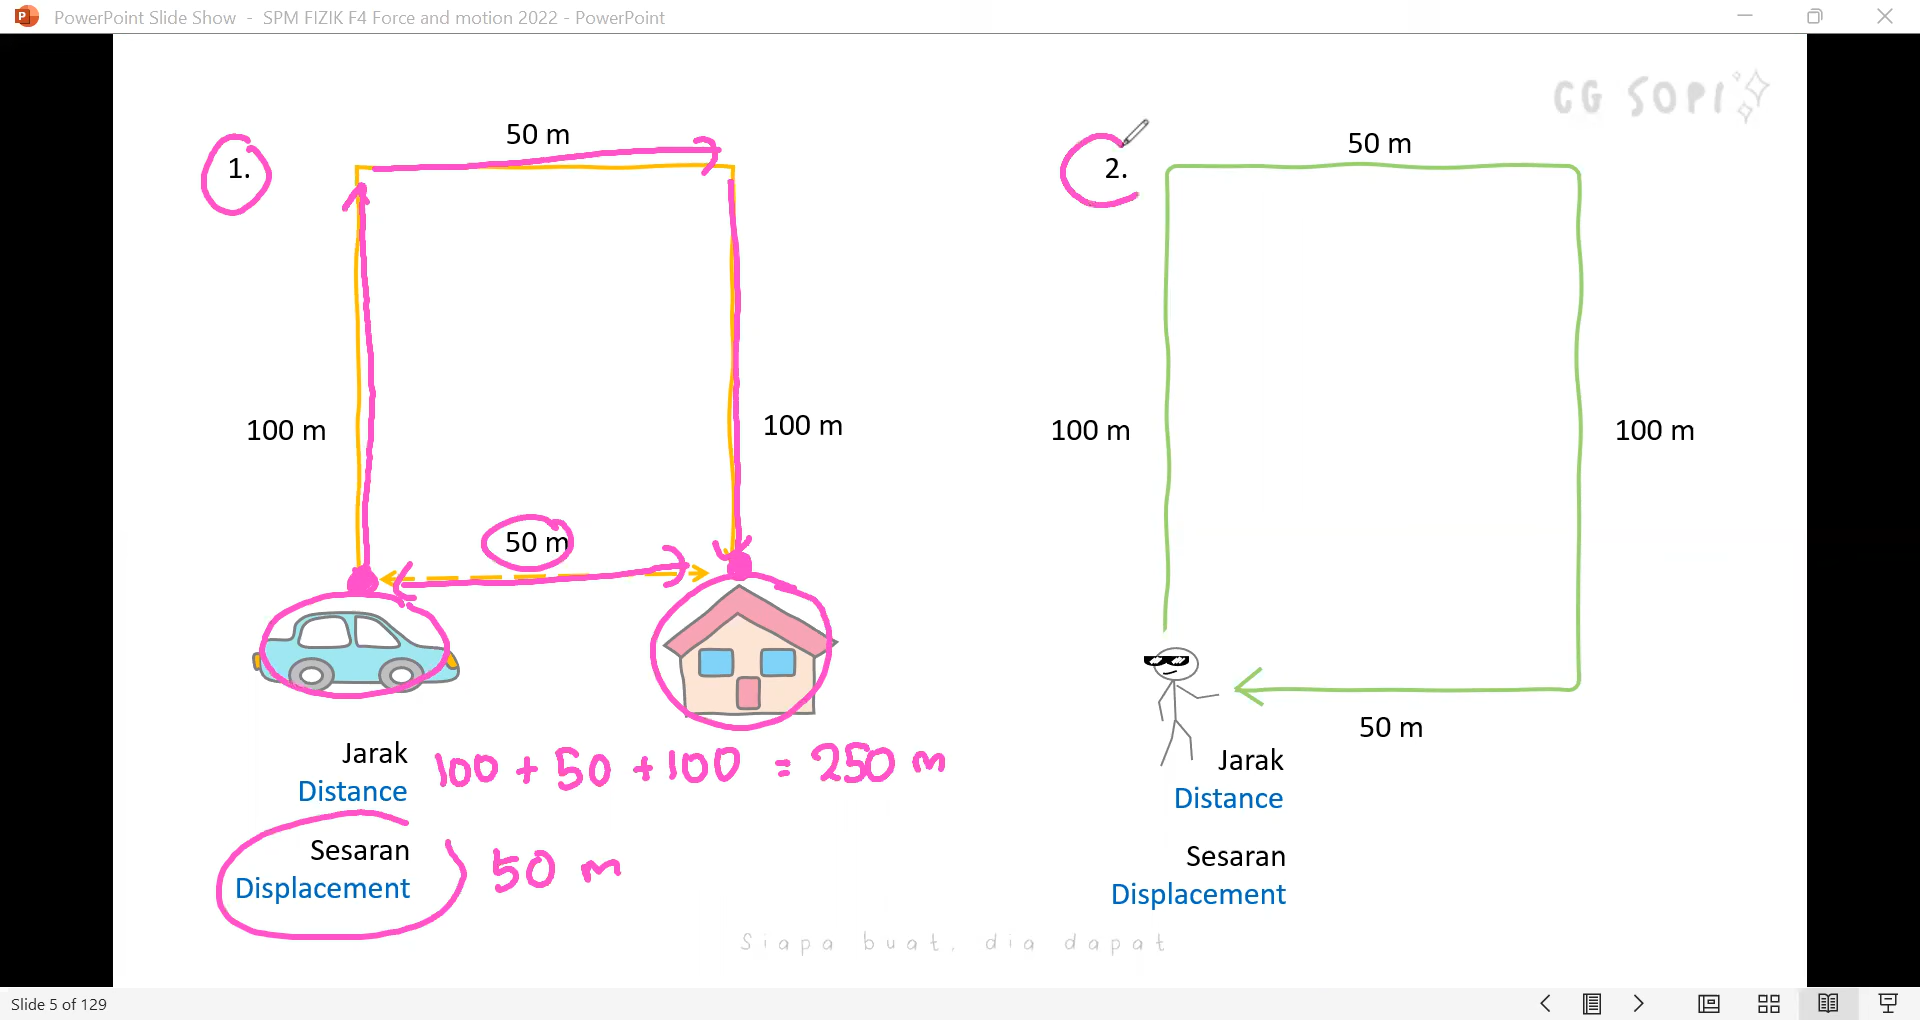 PowerPoint Slide Show - SPM FIZIK F4 Force and motion 2022 - PowerPoint
CG SOPI
1.
50 m
100 m
100 m
50 m
Jarak
Distance
100 + 50 + 100 = 250 m
Sesaran
Displacement
50 m
2.
50 m
100 m
100 m
50 m
Jarak
Distance
Sesaran
Displacement
Siapa buat, dia dapat
Slide 5 of 129